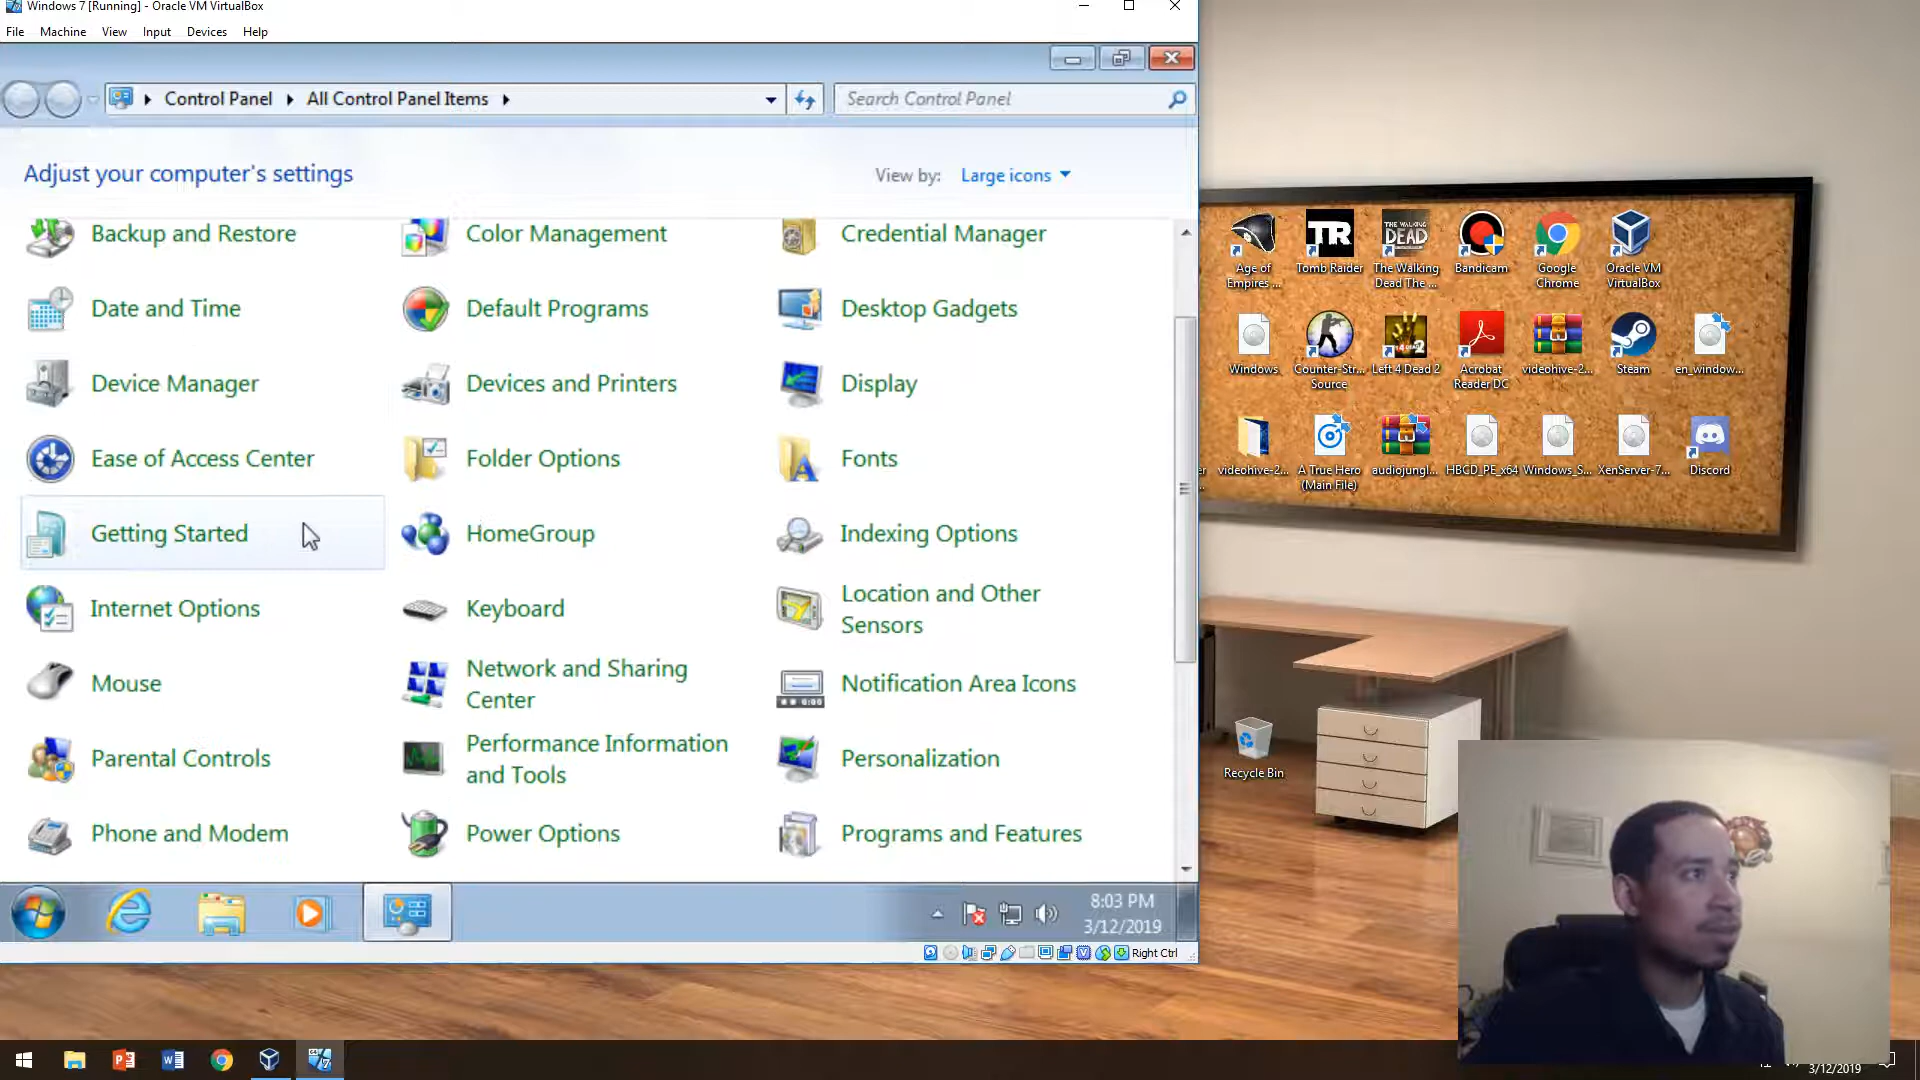 Windows 7 [Running] - Oracle VM VirtualBox
File Machine View Input Devices Help
Control Panel All Control Panel Items
Search Control Panel
Adjust your computer's settings
View by: Large icons
Backup and Restore
Color Management
Credential Manager
Date and Time
Default Programs
Desktop Gadgets
Device Manager
Devices and Printers
Display
Ease of Access Center
Folder Options
Fonts
Getting Started
HomeGroup
Indexing Options
Internet Options
Keyboard
Location and Other
Sensors
Mouse
Network and Sharing
Center
Notification Area Icons
Parental Controls
Performance Information
and Tools
Personalization
Phone and Modem
Power Options
Programs and Features
8:03 PM
3/12/2019
Right Ctrl
TR
THE WALKING
DEAD
Age of
Empires ...
Tomb Raider
The Walking
Dead The ...
Bandicam
Google
Chrome
Oracle VM
VirtualBox
Windows
Counter-Str...
Source
Left 4 Dead 2
Acrobat
Reader DC
videohive-2...
Steam
en_window...
videohive-2...
A True Hero
(Main File)
audiojungl...
HBCD_PE_x64
Windows_S...
XenServer-7...
Discord
Recycle Bin
3/12/2019